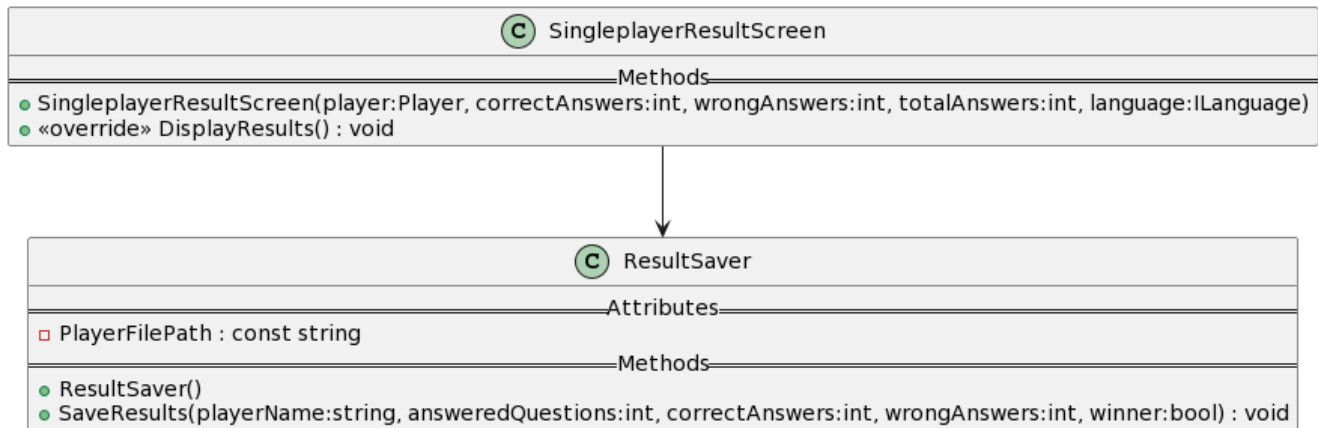 C SingleplayerResultScreen
Methods
SingleplayerResultScreen(player:Player, correctAnswers:int, wrongAnswers:int, totalAnswers:int, language:ILanguage)
«override» DisplayResults() : void
C ResultSaver
Attributes
PlayerFilePath : const string
Methods
ResultSaver()
SaveResults(playerName:string, answeredQuestions:int, correctAnswers:int, wrongAnswers:int, winner:bool) : void